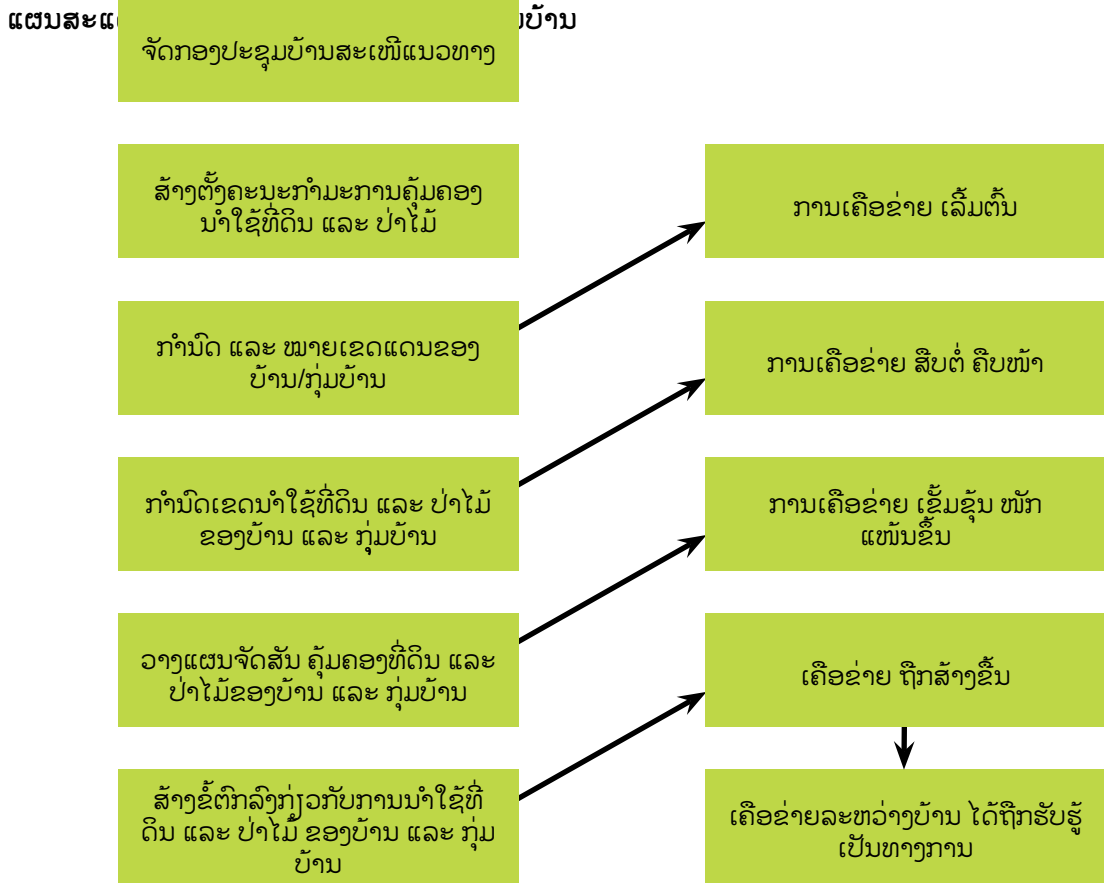 ຈັດກອງປະຊຸມບ້ານສະເໜີແນວທາງ
ສ້າງຕັ້ງຄະນະກຳມະການຄຸ້ມຄອງ
ນຳໃຊ້ທີ່ດິນ ແລະ ປ່າໄມ້
ກຳນົດ ແລະ ໝາຍເຂດແດນຂອງ
ບ້ານ/ກຸ່ມບ້ານ
ກຳນົດເຂດນຳໃຊ້ທີ່ດິນ ແລະ ປ່າໄມ້
ຂອງບ້ານ ແລະ ກຸ່ມບ້ານ
ວາງແຜນຈັດສັນ ຄຸ້ມຄອງທີ່ດິນ ແລະ
ປ່າໄມ້ຂອງບ້ານ ແລະ ກຸ່ມບ້ານ
ສ້າງຂໍ້ຕົກລົງກ່ຽວກັບການນຳໃຊ້ທີ່
ດິນ ແລະ ປ່າໄມ້ ຂອງບ້ານ ແລະ ກຸ່ມ
ບ້ານ
ການເຄືອຂ່າຍ ເລີ້ມຕົ້ນ
ການເຄືອຂ່າຍ ສືບຕໍ່ ຄືບໜ້າ
ການເຄືອຂ່າຍ ເຂັ້ມຂຸ້ນ ໜັກ
ແໜ້ນຂຶ້ນ
ເຄືອຂ່າຍ ຖືກສ້າງຂື້ນ
ເຄືອຂ່າຍລະຫວ່າງບ້ານ ໄດ້ຖືກຮັບຮູ້
ເປັນທາງການ